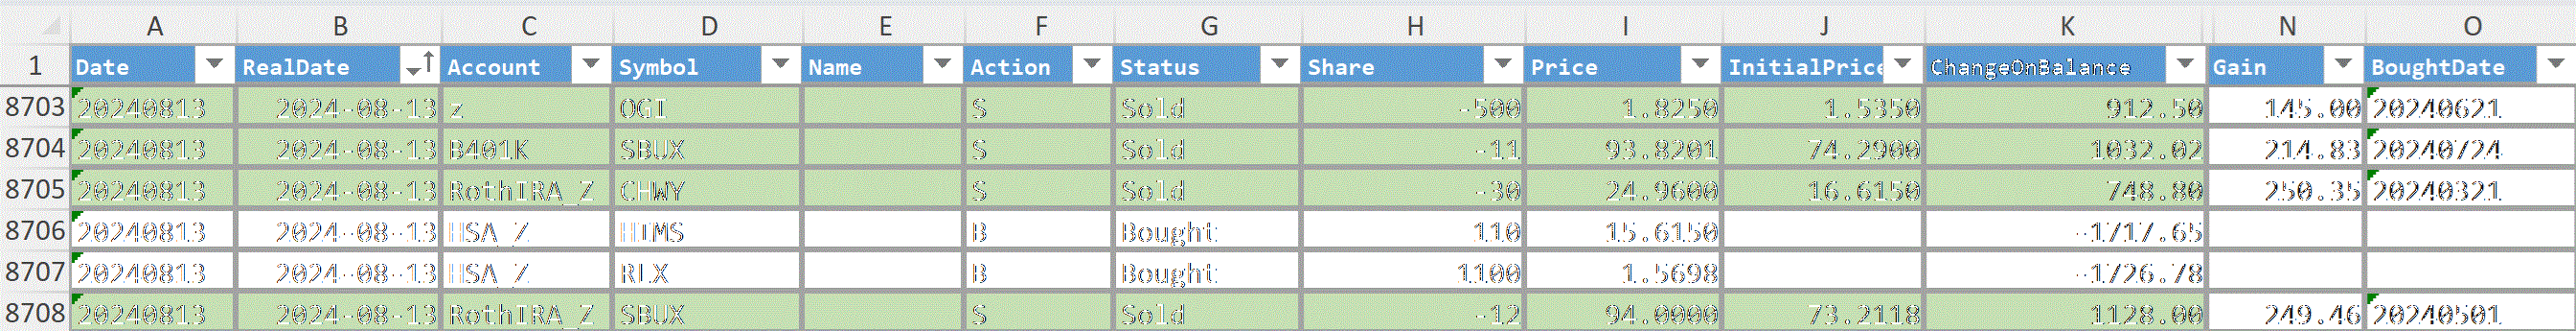 A B C D E F G H I J K N O
1 Date RealDate Account Symbol Name Action Status Share Price InitialPrice ChangeOnBalance Gain BoughtDate
8703 20240813 2024-08-13 z OGI S Sold -500 1.8250 1.5350 912.50 145.00 20240621
8704 20240813 2024-08-13 B401K SBUX S Sold -11 93.8201 74.2900 1032.02 214.83 20240724
8705 20240813 2024-08-13 RothIRA_Z CHWY S Sold -30 24.9600 16.6150 748.80 250.35 20240321
8706 20240813 2024-08-13 HSA_Z HIMS B Bought 110 15.6150 -1717.65
8707 20240813 2024-08-13 HSA_Z RLX B Bought 1100 1.5698 -1726.78
8708 20240813 2024-08-13 RothIRA_Z SBUX S Sold -12 94.0000 73.2118 1128.00 249.46 20240501